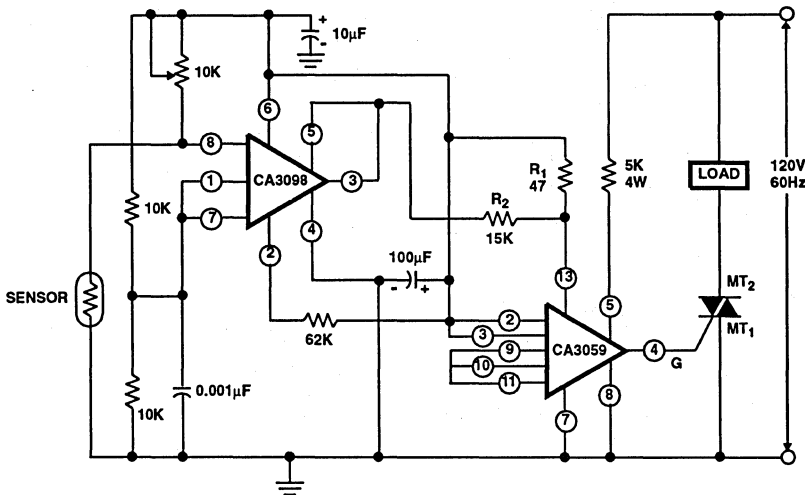 +
10µF
-
10K
6
5
8
1
CA3098
3
7
10K
4
2
R1
47
R2
15K
5K
4W
LOAD
120V
60Hz
100µF
-
+
13
SENSOR
62K
2
3
9
10
11
CA3059
5
4
G
MT2
MT1
8
7
10K
0.001µF